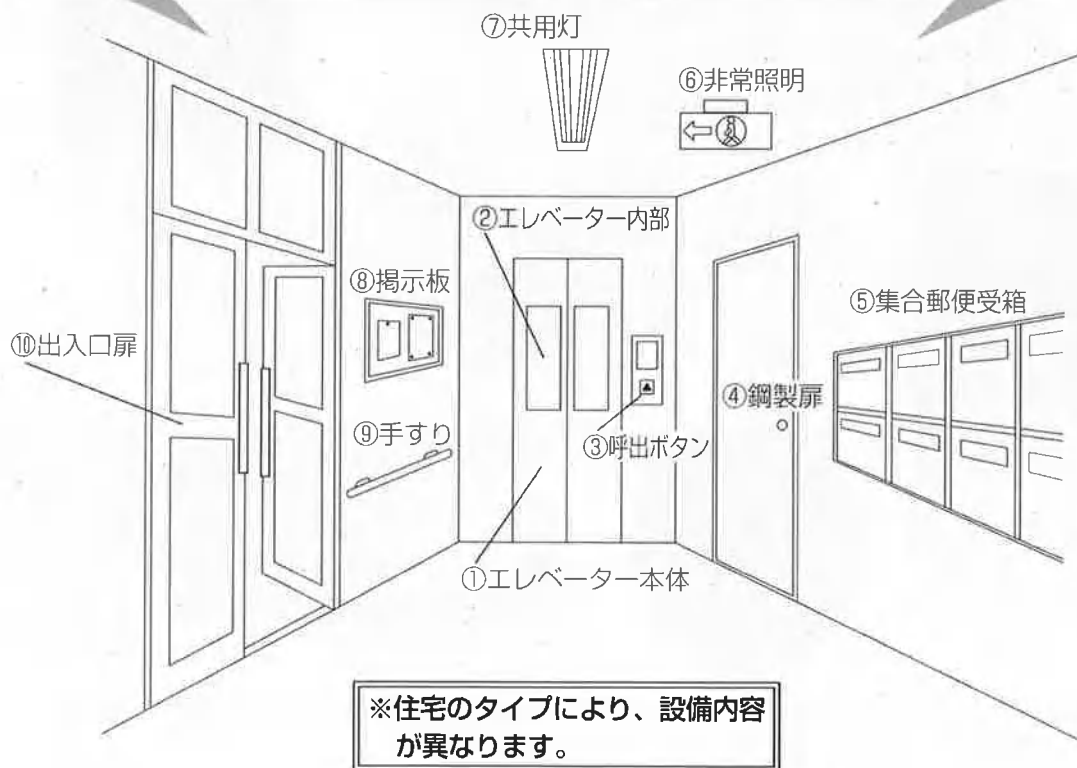 ⑦共用灯
⑥非常照明
②エレベーター内部
⑧掲示板
⑤集合郵便受箱
⑩出入口扉
④鋼製扉
⑨手すり
③呼出ボタン
①エレベーター本体
※住宅のタイプにより、設備内容
が異なります。